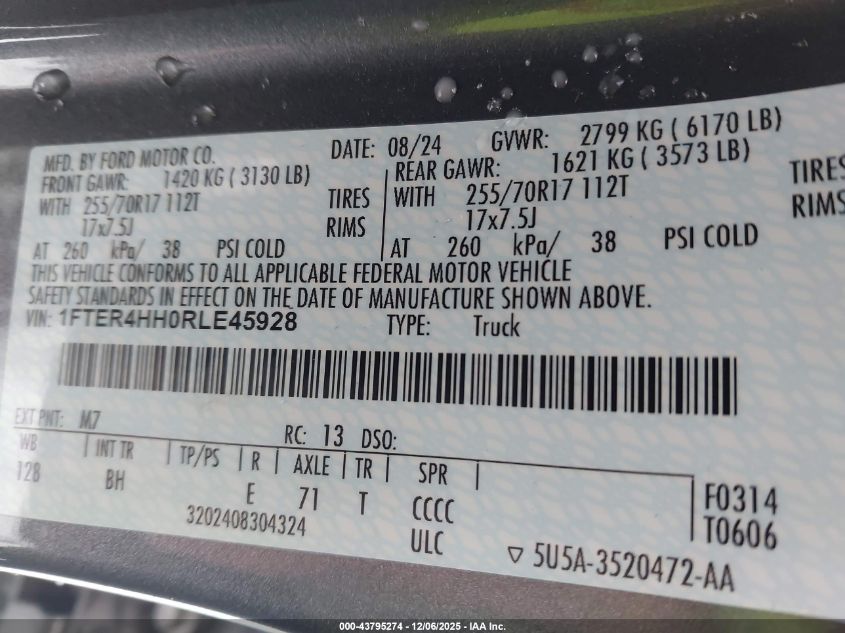 MFD. BY FORD MOTOR CO.
DATE: 08/24 GVWR: 2799 KG ( 6170 LB)
FRONT GAWR: 1420 KG ( 3130 LB)
REAR GAWR: 1621 KG ( 3573 LB)
WITH 255/70R17 112T TIRES
WITH 255/70R17 112T TIRES
17x7.5J RIMS
17x7.5J RIMS
AT 260 kPa/ 38 PSI COLD
AT 260 kPa/ 38 PSI COLD
THIS VEHICLE CONFORMS TO ALL APPLICABLE FEDERAL MOTOR VEHICLE
SAFETY STANDARDS IN EFFECT ON THE DATE OF MANUFACTURE SHOWN ABOVE.
VIN: 1FTER4HH0RLE45928 TYPE: Truck
EXT PNT: M7 RC: 13 DSO:
WB INT TR TP/PS R AXLE TR SPR
128 BH E 71 T CCCC F0314
3202408304324 ULC T0606
▽ 5U5A-3520472-AA
000-43795274 - 12/06/2025 - IAA Inc.